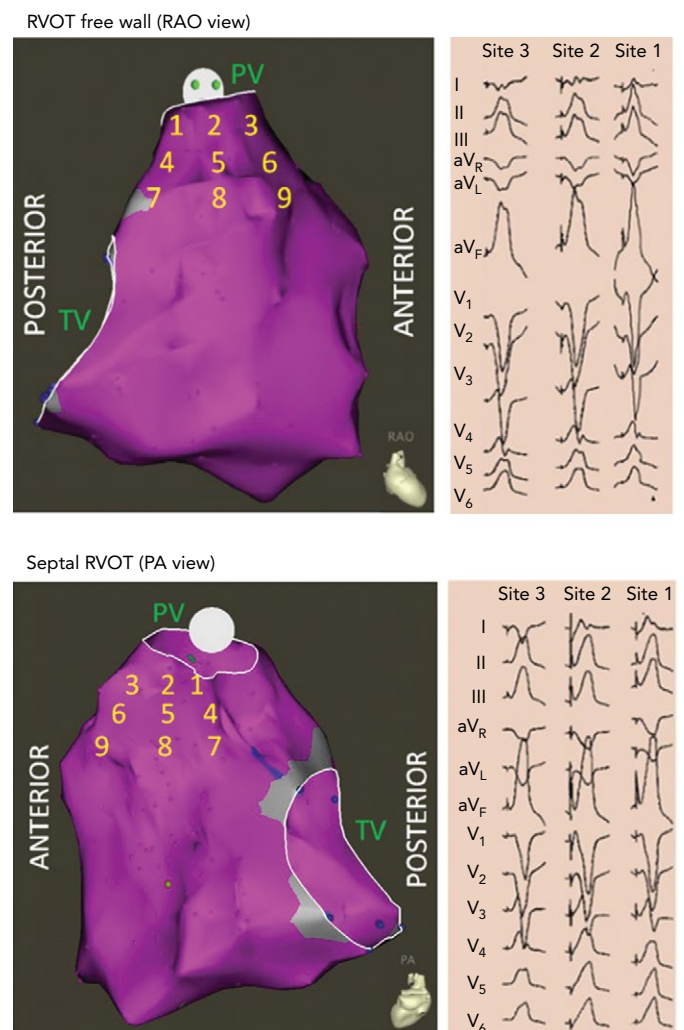 RVOT free wall (RAO view)
PV
1 2 3
4 5 6
7 8 9
POSTERIOR
ANTERIOR
TV
RAO
Site 3 Site 2 Site 1
I
II
III
aVR
aVL
aVF
V1
V2
V3
V4
V5
V6
Septal RVOT (PA view)
PV
3 2 1
6 5 4
9 8 7
ANTERIOR
POSTERIOR
TV
PA
Site 3 Site 2 Site 1
I
II
III
aVR
aVL
aVF
V1
V2
V3
V4
V5
V6